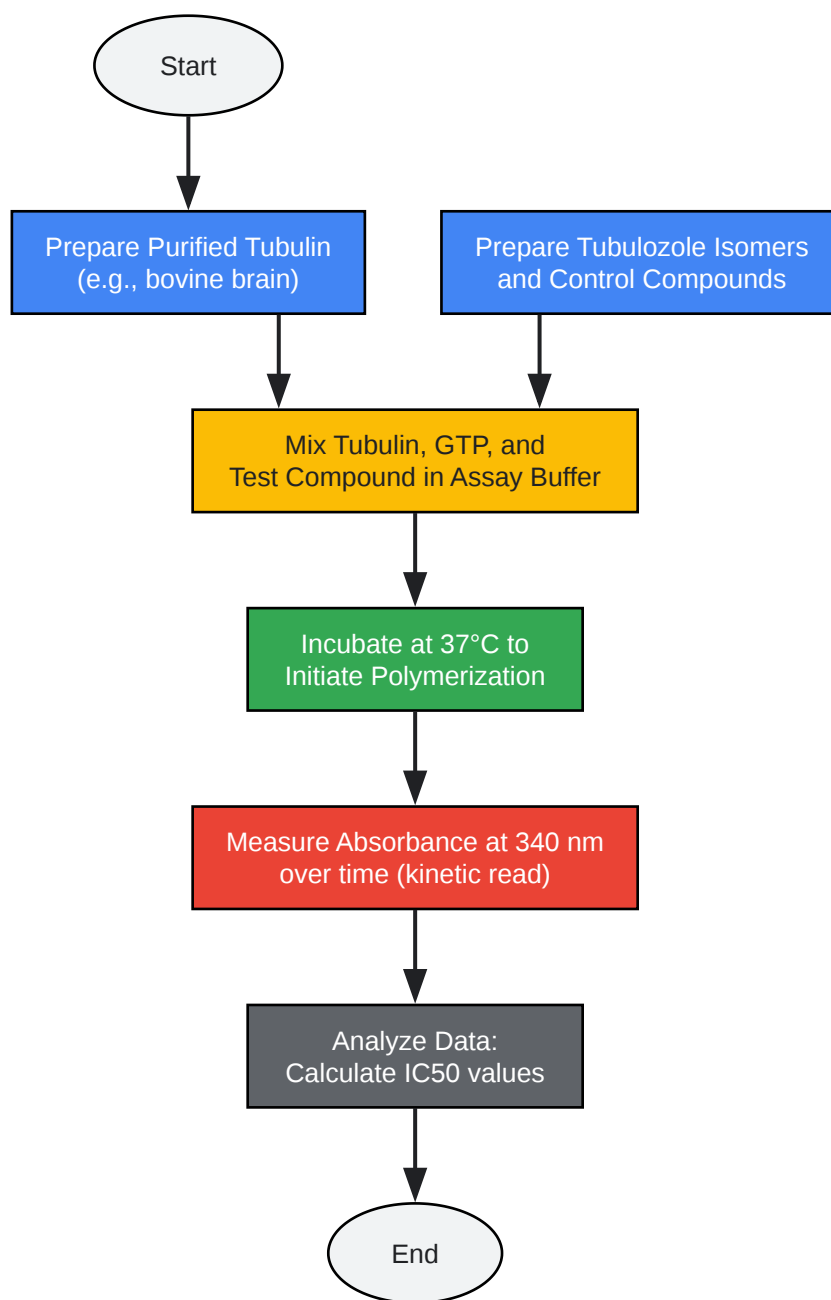 Start
Prepare Purified Tubulin
(e.g., bovine brain)
Prepare Tubulozole Isomers
and Control Compounds
Mix Tubulin, GTP, and
Test Compound in Assay Buffer
Incubate at 37°C to
Initiate Polymerization
Measure Absorbance at 340 nm
over time (kinetic read)
Analyze Data:
Calculate IC50 values
End